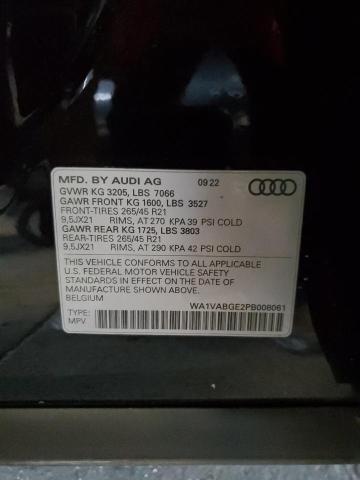 MFD. BY AUDI AG 09 22
GVWR KG 3205, LBS 7066
GAWR FRONT KG 1600, LBS 3527
FRONT-TIRES 265/45 R21
9,5JX21 RIMS, AT 270 KPA 39 PSI COLD
GAWR REAR KG 1725, LBS 3803
REAR-TIRES 265/45 R21
9,5JX21 RIMS, AT 290 KPA 42 PSI COLD
THIS VEHICLE CONFORMS TO ALL APPLICABLE
U.S. FEDERAL MOTOR VEHICLE SAFETY
STANDARDS IN EFFECT ON THE DATE OF
MANUFACTURE SHOWN ABOVE.
BELGIUM
WA1VABGE2PB008061
TYPE:
MPV